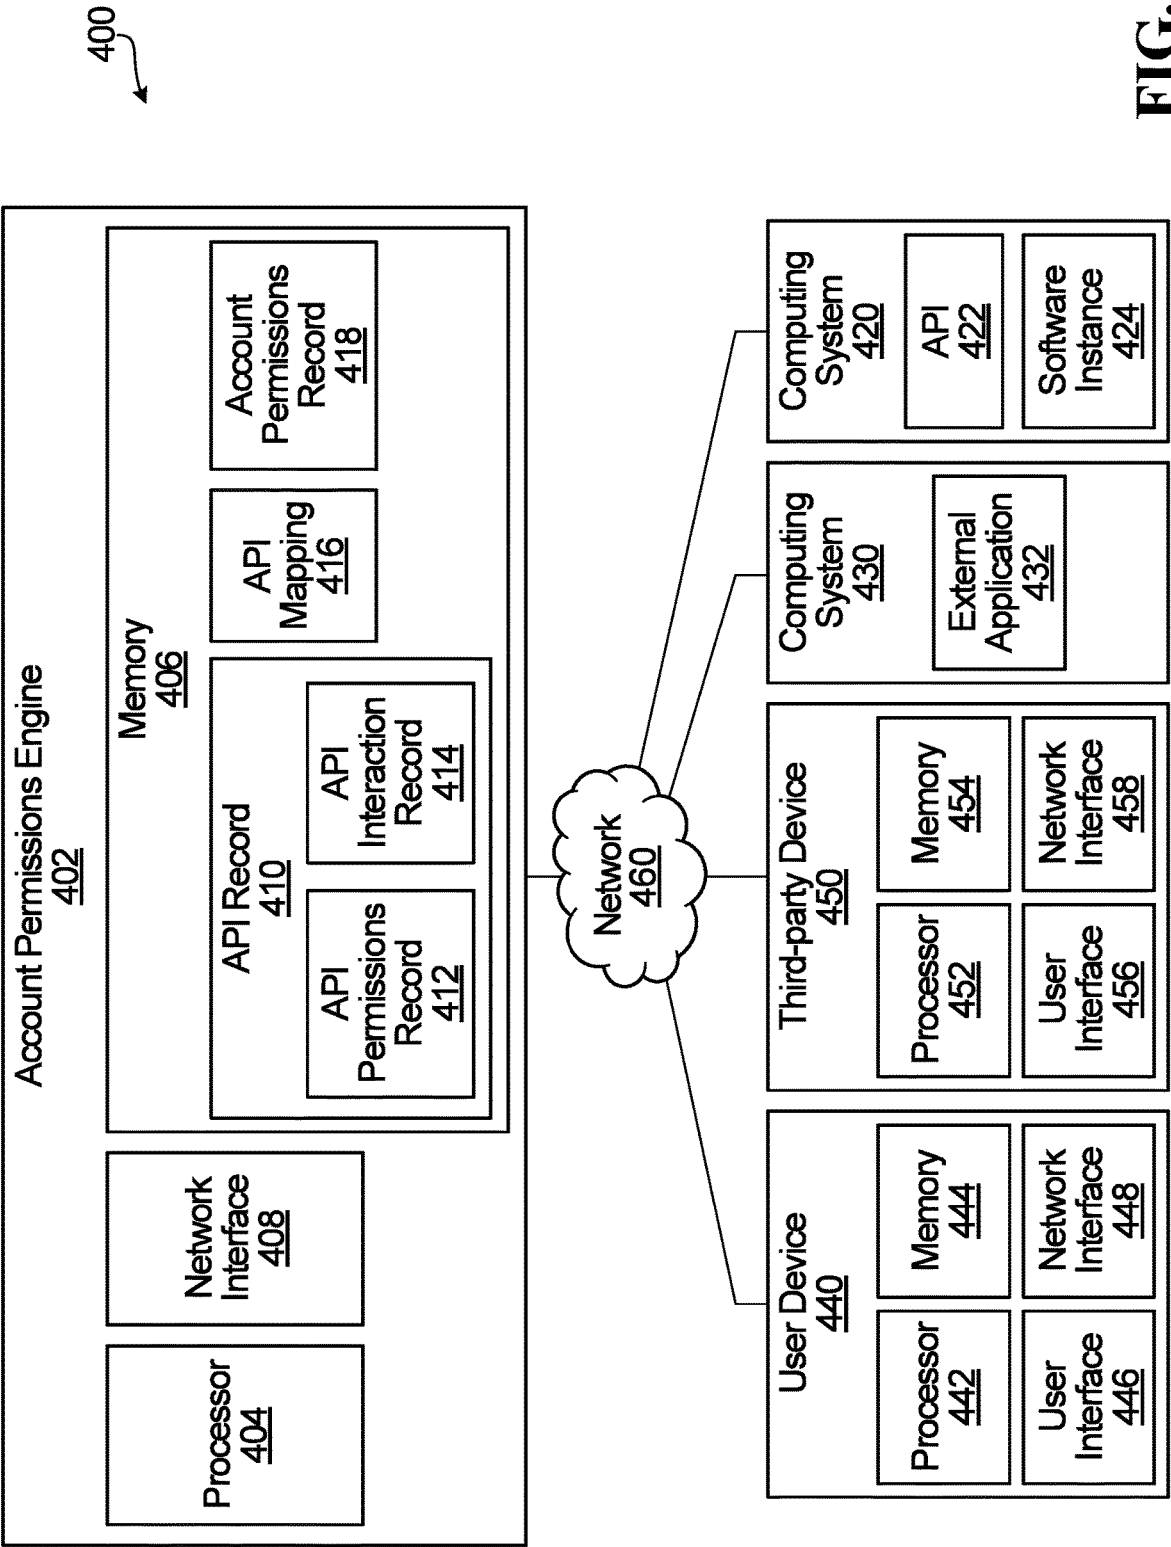 400
Account Permissions Engine
402
Processor
404
Network
Interface
408
Memory
406
API Record
410
API
Permissions
Record
412
API
Interaction
Record
414
API
Mapping
416
Account
Permissions
Record
418
Network
460
User Device
440
Processor
442
Memory
444
User
Interface
446
Network
Interface
448
Third-party Device
450
Processor
452
Memory
454
User
Interface
456
Network
Interface
458
Computing
System
430
External
Application
432
Computing
System
420
API
422
Software
Instance
424
FIG.